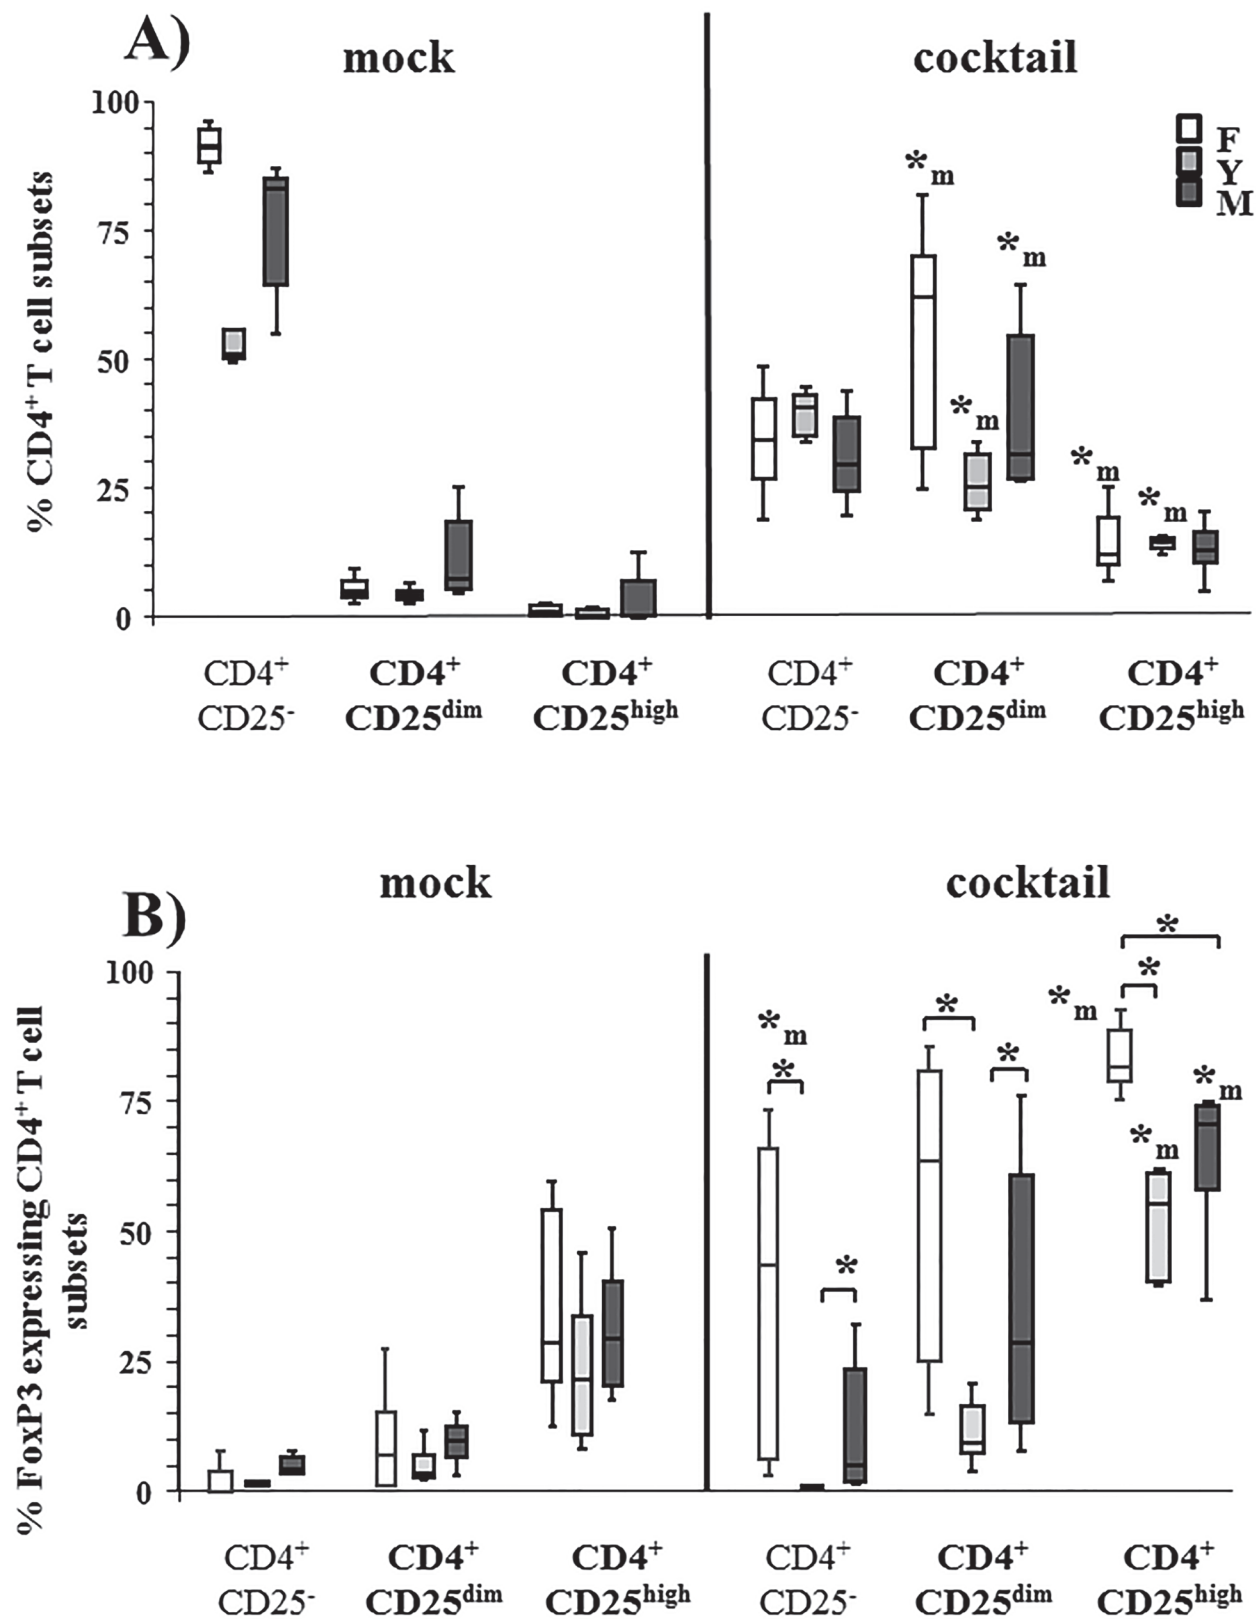 A)
mock
cocktail
% CD4⁺ T cell subsets
100
75
50
25
0
F
Y
M
*m
*m
*m
*m
*m
CD4⁺ CD4⁺ CD4⁺ CD4⁺ CD4⁺ CD4⁺
CD25⁻ CD25ᵈⁱᵐ CD25ʰⁱᵍʰ CD25⁻ CD25ᵈⁱᵐ CD25ʰⁱᵍʰ
B)
mock
cocktail
% FoxP3 expressing CD4⁺ T cell
subsets
100
75
50
25
0
*m
*
*
*
*
*m
*
*
*m
*m
CD4⁺ CD4⁺ CD4⁺ CD4⁺ CD4⁺ CD4⁺
CD25⁻ CD25ᵈⁱᵐ CD25ʰⁱᵍʰ CD25⁻ CD25ᵈⁱᵐ CD25ʰⁱᵍʰ